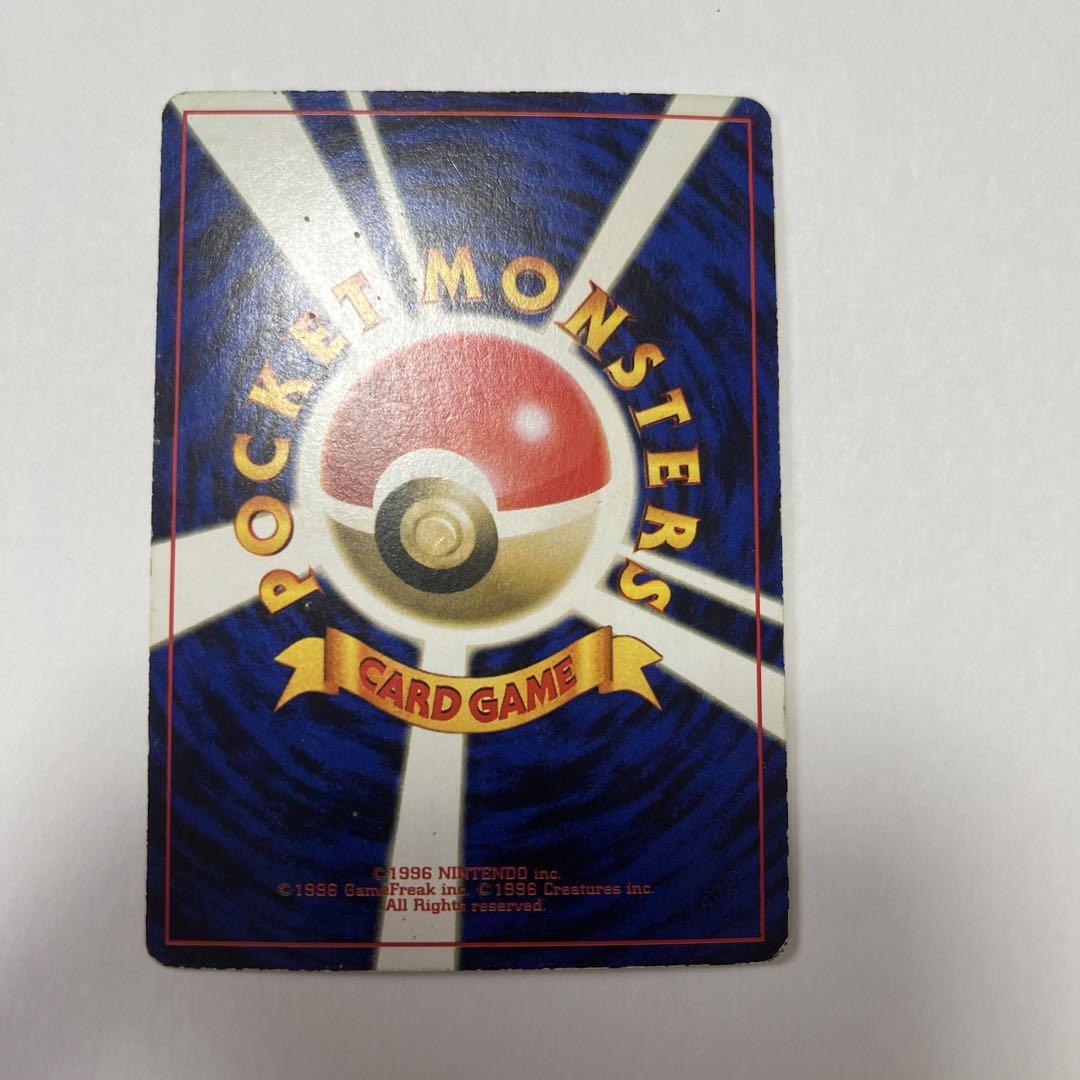 POCKET MONSTERS
CARD GAME
©1996 NINTENDO inc.
©1996 GameFreak inc. ©1996 Creatures inc.
All Rights reserved.